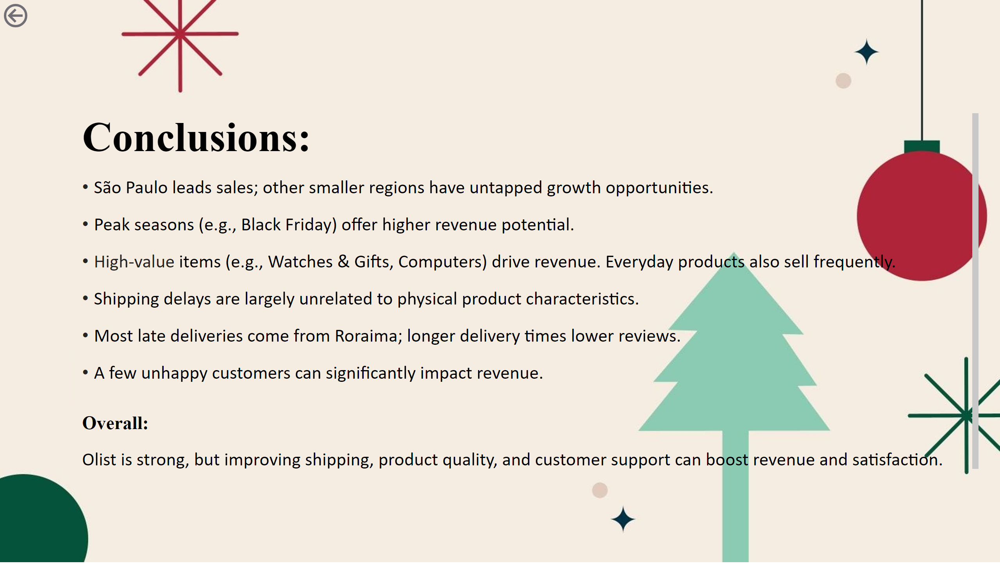 Conclusions:
• São Paulo leads sales; other smaller regions have untapped growth opportunities.
• Peak seasons (e.g., Black Friday) offer higher revenue potential.
• High-value items (e.g., Watches & Gifts, Computers) drive revenue. Everyday products also sell frequently.
• Shipping delays are largely unrelated to physical product characteristics.
• Most late deliveries come from Roraima; longer delivery times lower reviews.
• A few unhappy customers can significantly impact revenue.
Overall:
Olist is strong, but improving shipping, product quality, and customer support can boost revenue and satisfaction.